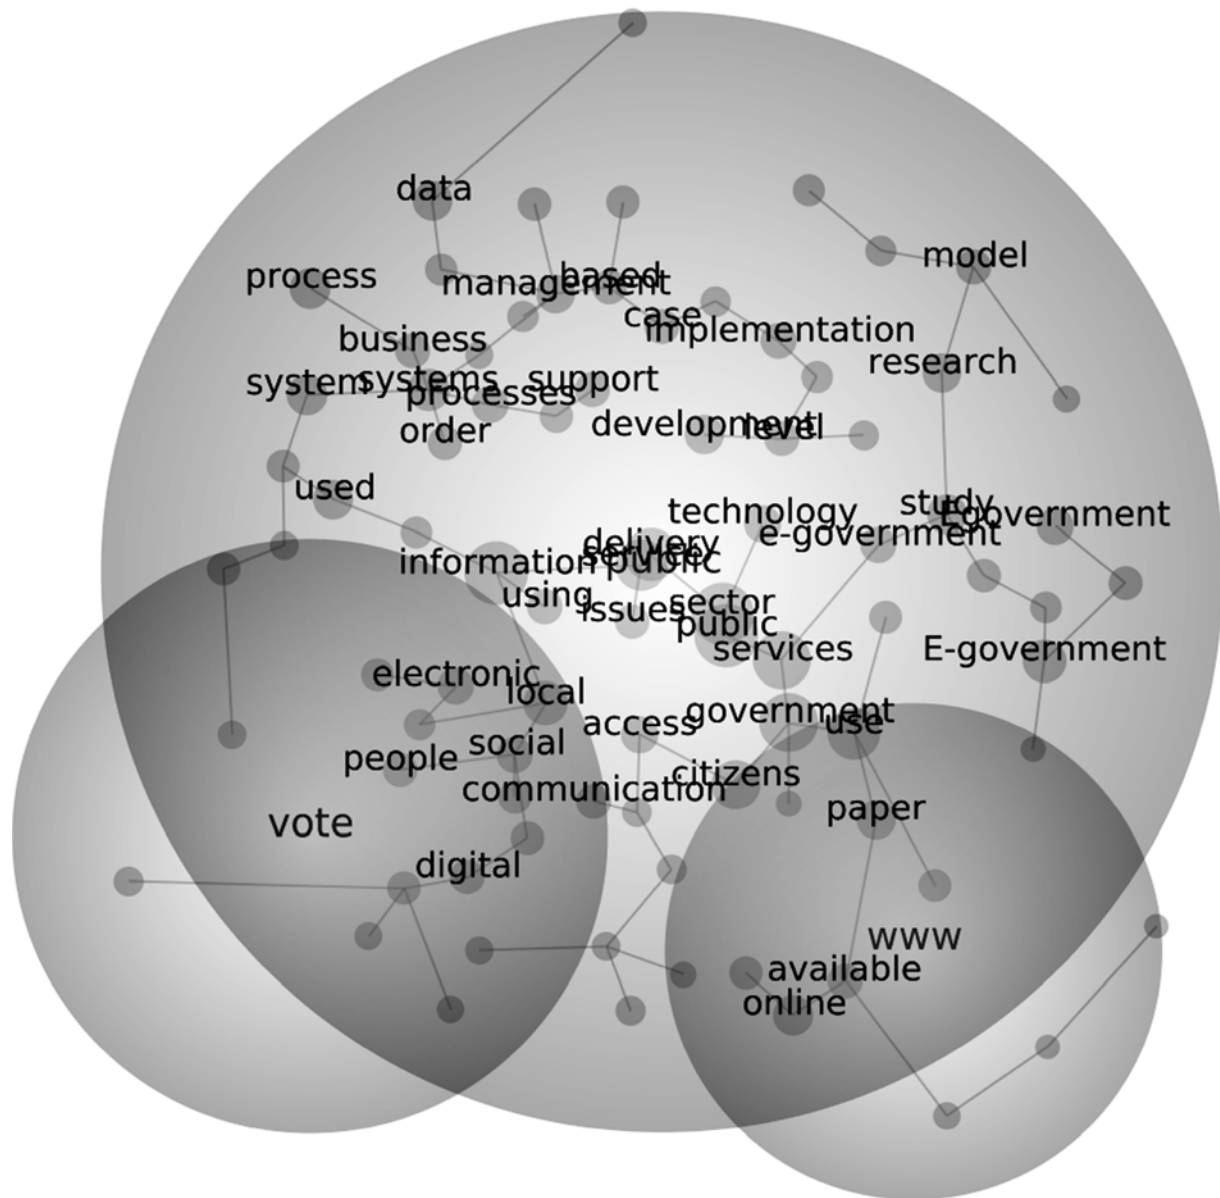 data
process
management
based
model
case
implementation
business
research
system
systems
support
processes
development
level
order
used
technology
study
Egovernment
e-government
delivery
service
information
public
using
issues
sector
public
services
E-government
electronic
local
government
access
use
social
people
citizens
communication
paper
vote
digital
www
available
online